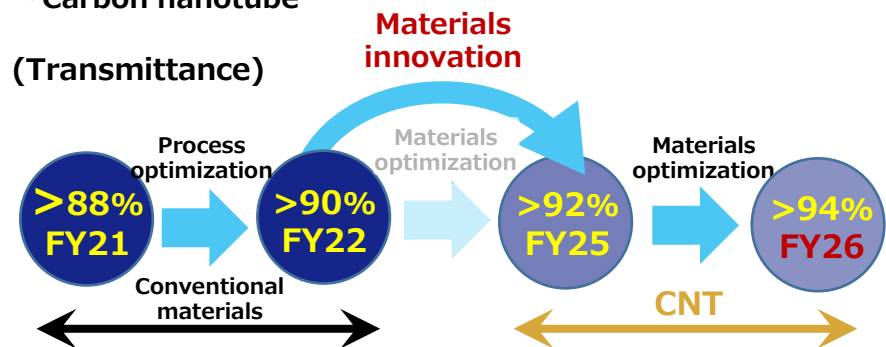 Carbon nanotube
Materials
innovation
(Transmittance)
Process
optimization
Materials
optimization
Materials
optimization
>88%
FY21
>90%
FY22
>92%
FY25
>94%
FY26
Conventional
materials
CNT